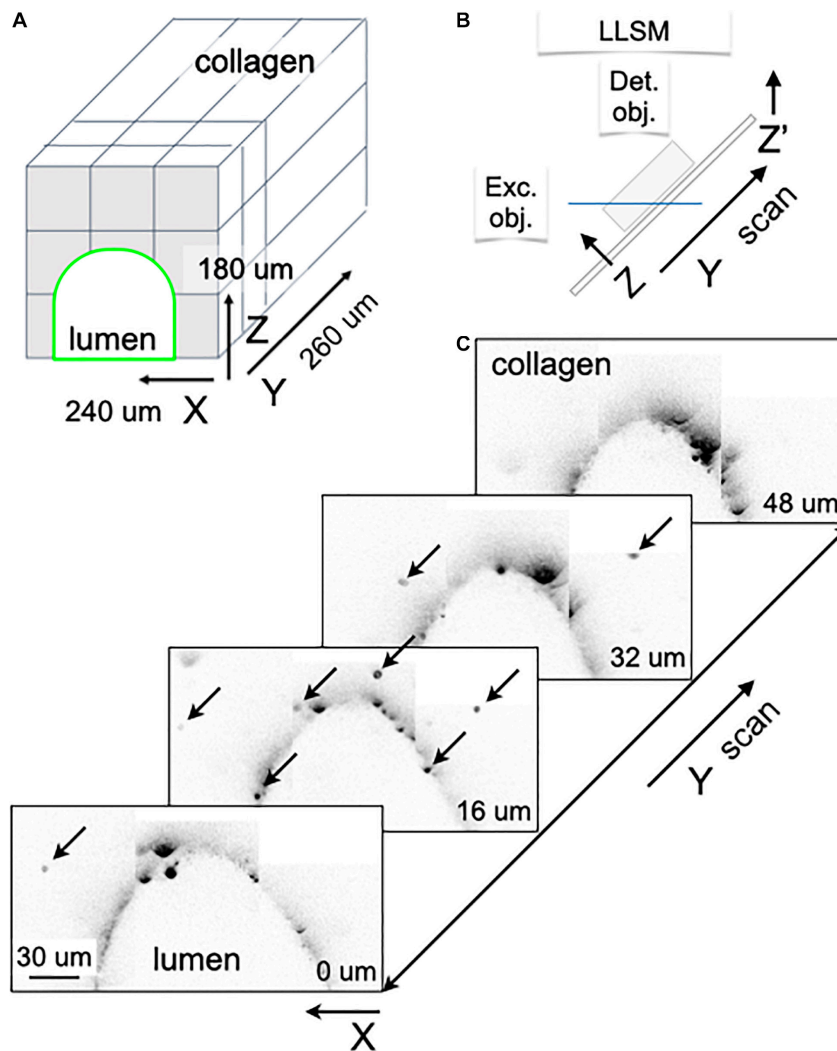 A
collagen
180 um
lumen
Z
Y
260 um
240 um
X
B
LLSM
Det.
obj.
Z'
Exc.
obj.
Z
Y
scan
C
collagen
48 um
32 um
16 um
Y
scan
30 um
lumen
0 um
X